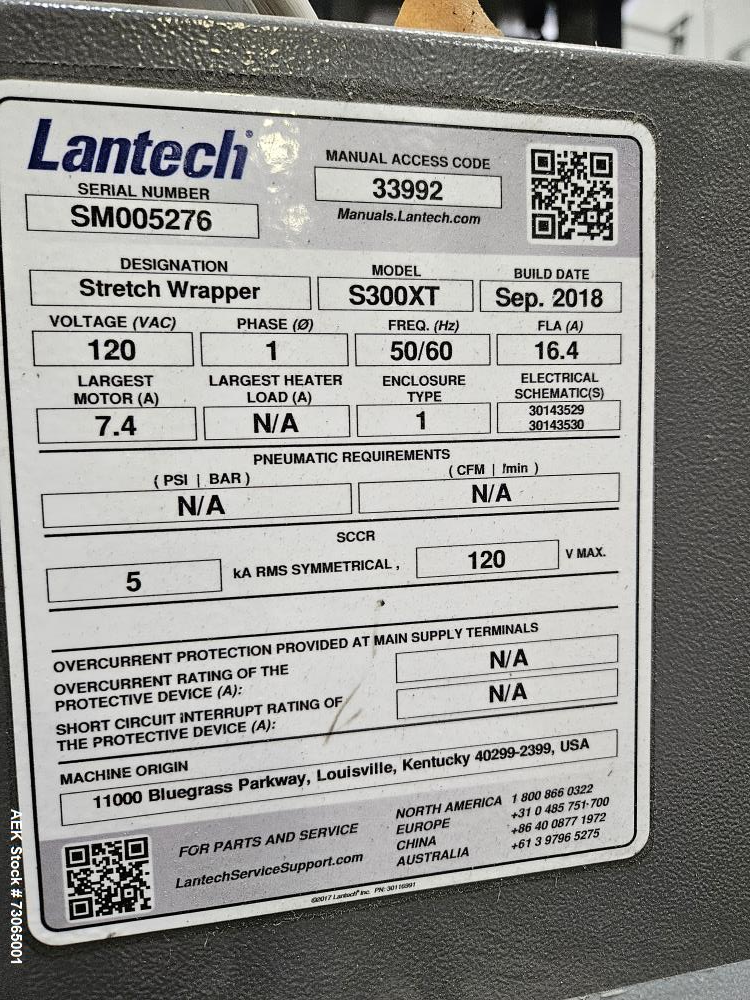 Lantech®
SERIAL NUMBER
SM005276
MANUAL ACCESS CODE
33992
Manuals.Lantech.com
DESIGNATION
Stretch Wrapper
MODEL
S300XT
BUILD DATE
Sep. 2018
VOLTAGE (VAC)
120
PHASE (Ø)
1
FREQ. (Hz)
50/60
FLA (A)
16.4
LARGEST
MOTOR (A)
7.4
LARGEST HEATER
LOAD (A)
N/A
ENCLOSURE
TYPE
1
ELECTRICAL
SCHEMATIC(S)
30143529
30143530
PNEUMATIC REQUIREMENTS
( PSI | BAR )
N/A
( CFM | l/min )
N/A
SCCR
5
kA RMS SYMMETRICAL ,
120
V MAX.
OVERCURRENT PROTECTION PROVIDED AT MAIN SUPPLY TERMINALS
OVERCURRENT RATING OF THE
PROTECTIVE DEVICE (A):
N/A
SHORT CIRCUIT INTERRUPT RATING OF
THE PROTECTIVE DEVICE (A):
N/A
MACHINE ORIGIN
11000 Bluegrass Parkway, Louisville, Kentucky 40299-2399, USA
FOR PARTS AND SERVICE
LantechServiceSupport.com
NORTH AMERICA 1 800 866 0322
EUROPE +31 0 485 751-700
CHINA +86 40 0877 1972
AUSTRALIA +61 3 9796 5275
©2017 Lantech® Inc. PN: 30116991
AEK Stock # 73065001